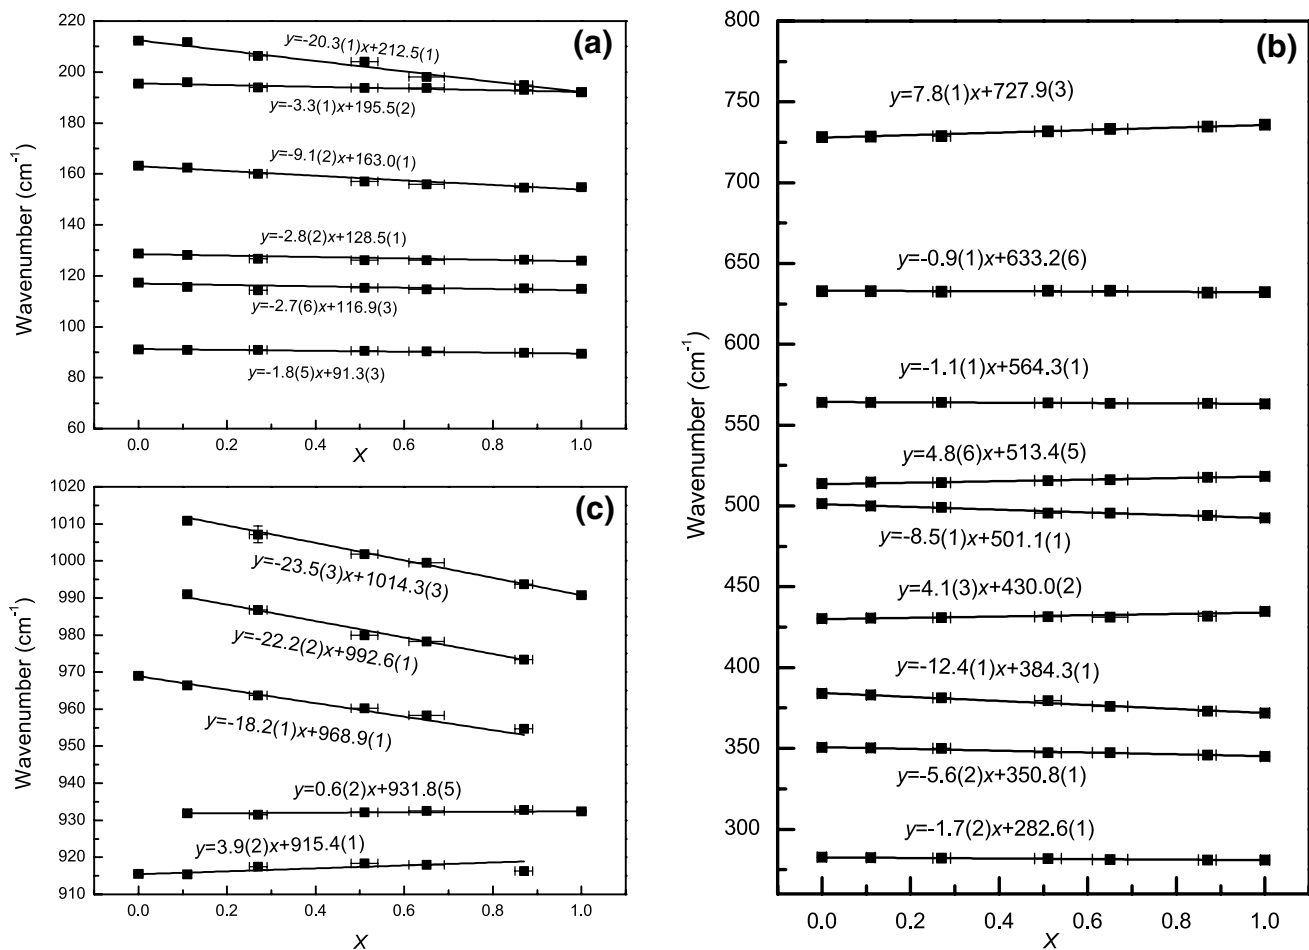 (a)
220
200
180
160
140
120
100
80
60
Wavenumber (cm⁻¹)
y=-20.3(1)x+212.5(1)
y=-3.3(1)x+195.5(2)
y=-9.1(2)x+163.0(1)
y=-2.8(2)x+128.5(1)
y=-2.7(6)x+116.9(3)
y=-1.8(5)x+91.3(3)
0.0 0.2 0.4 0.6 0.8 1.0
X
(c)
1020
1010
1000
990
980
970
960
950
940
930
920
910
Wavenumber (cm⁻¹)
y=-23.5(3)x+1014.3(3)
y=-22.2(2)x+992.6(1)
y=-18.2(1)x+968.9(1)
y=0.6(2)x+931.8(5)
y=3.9(2)x+915.4(1)
0.0 0.2 0.4 0.6 0.8 1.0
X
(b)
800
750
700
650
600
550
500
450
400
350
300
Wavenumber (cm⁻¹)
y=7.8(1)x+727.9(3)
y=-0.9(1)x+633.2(6)
y=-1.1(1)x+564.3(1)
y=4.8(6)x+513.4(5)
y=-8.5(1)x+501.1(1)
y=4.1(3)x+430.0(2)
y=-12.4(1)x+384.3(1)
y=-5.6(2)x+350.8(1)
y=-1.7(2)x+282.6(1)
0.0 0.2 0.4 0.6 0.8 1.0
X